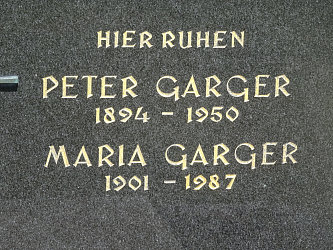 HIER RUHEN
PETER GARGER
1894 – 1950
MARIA GARGER
1901 – 1987